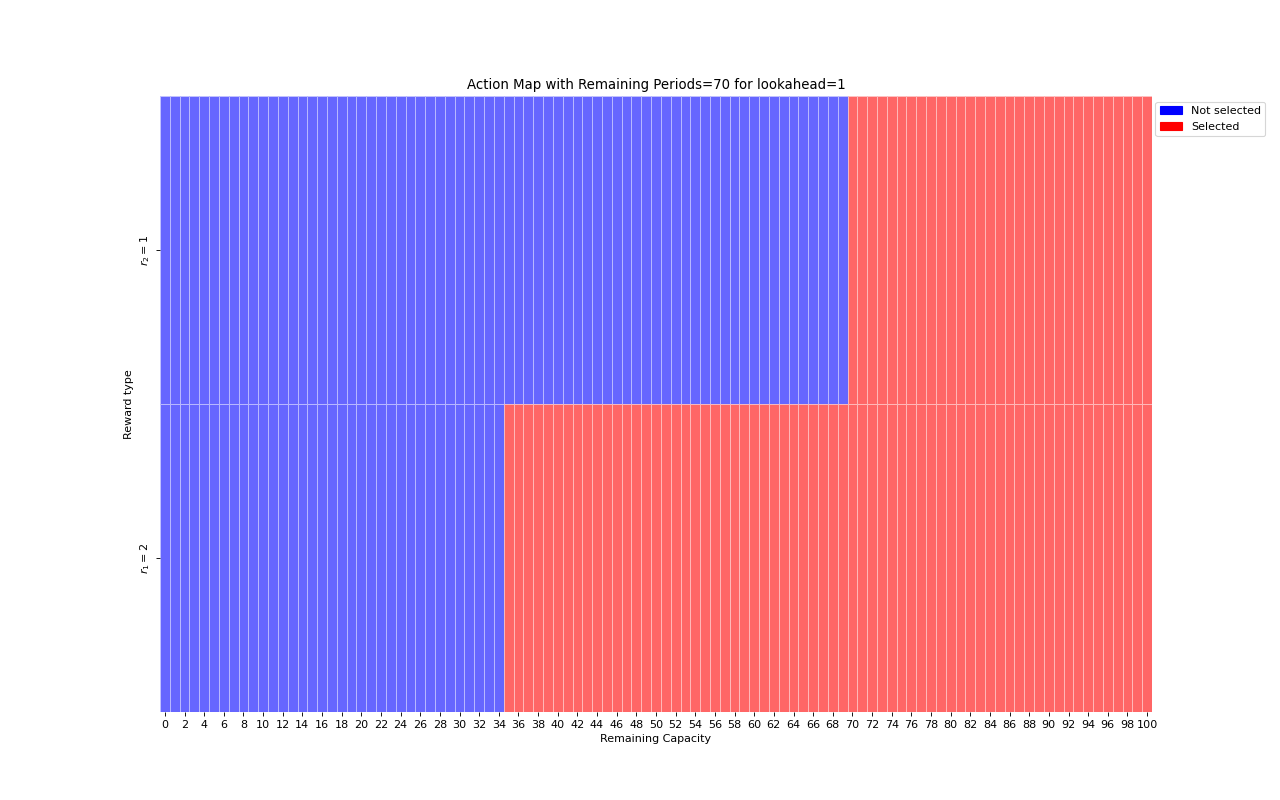 Action Map with Remaining Periods=70 for lookahead=1
Not selected
Selected
r₂ = 1
Reward type
r₁ = 2
0 2 4 6 8 10 12 14 16 18 20 22 24 26 28 30 32 34 36 38 40 42 44 46 48 50 52 54 56 58 60 62 64 66 68 70 72 74 76 78 80 82 84 86 88 90 92 94 96 98 100
Remaining Capacity